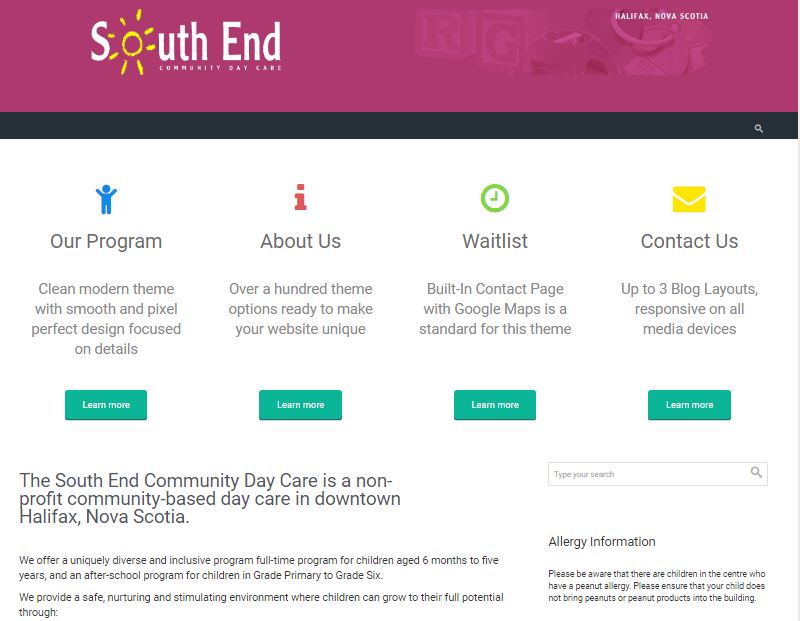 South End
COMMUNITY DAY CARE
HALIFAX, NOVA SCOTIA
R
G
Our Program
Clean modern theme
with smooth and pixel
perfect design focused
on details
Learn more
About Us
Over a hundred theme
options ready to make
your website unique
Learn more
Waitlist
Built-In Contact Page
with Google Maps is a
standard for this theme
Learn more
Contact Us
Up to 3 Blog Layouts,
responsive on all
media devices
Learn more
The South End Community Day Care is a non-
profit community-based day care in downtown
Halifax, Nova Scotia.
We offer a uniquely diverse and inclusive program full-time program for children aged 6 months to five
years, and an after-school program for children in Grade Primary to Grade Six.
We provide a safe, nurturing and stimulating environment where children can grow to their full potential
through:
Type your search
Allergy Information
Please be aware that there are children in the centre who
have a peanut allergy. Please ensure that your child does
not bring peanuts or peanut products into the building.